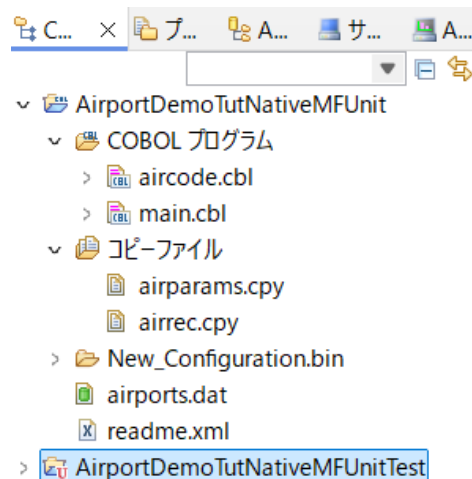 C... プ... A... サ... A...
AirportDemoTutNativeMFUnit
COBOL プログラム
aircode.cbl
main.cbl
コピーファイル
airparams.cpy
airrec.cpy
New_Configuration.bin
airports.dat
readme.xml
AirportDemoTutNativeMFUnitTest